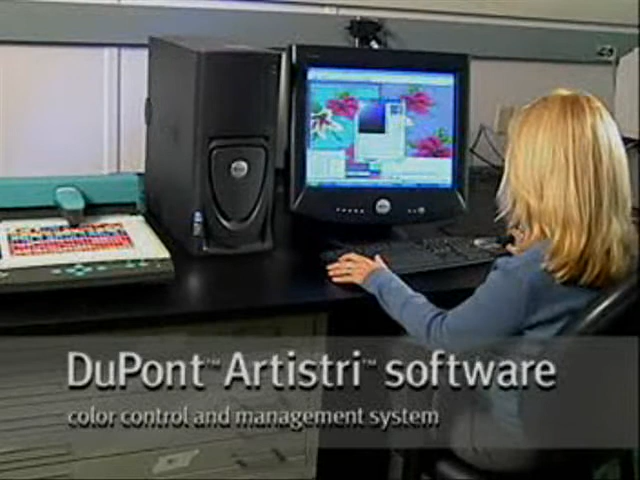 DuPont™ Artistri™ software
color control and management system